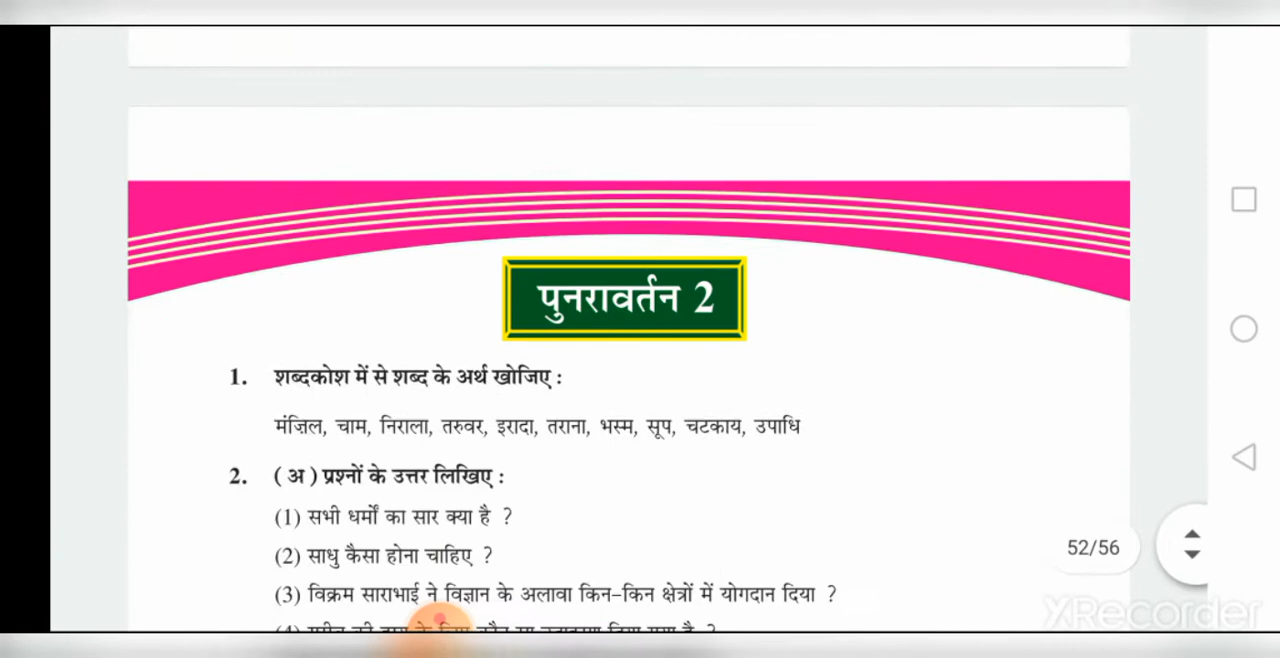 पुनरावर्तन 2
1. शब्दकोश में से शब्द के अर्थ खोजिए :
मंज़िल, चाम, निराला, तरुवर, इरादा, तराना, भस्म, सूप, चटकाय, उपाधि
2. (अ) प्रश्नों के उत्तर लिखिए :
(1) सभी धर्मों का सार क्या है ?
(2) साधु कैसा होना चाहिए ?
52/56
(3) विक्रम साराभाई ने विज्ञान के अलावा किन-किन क्षेत्रों में योगदान दिया ?
XRecorder